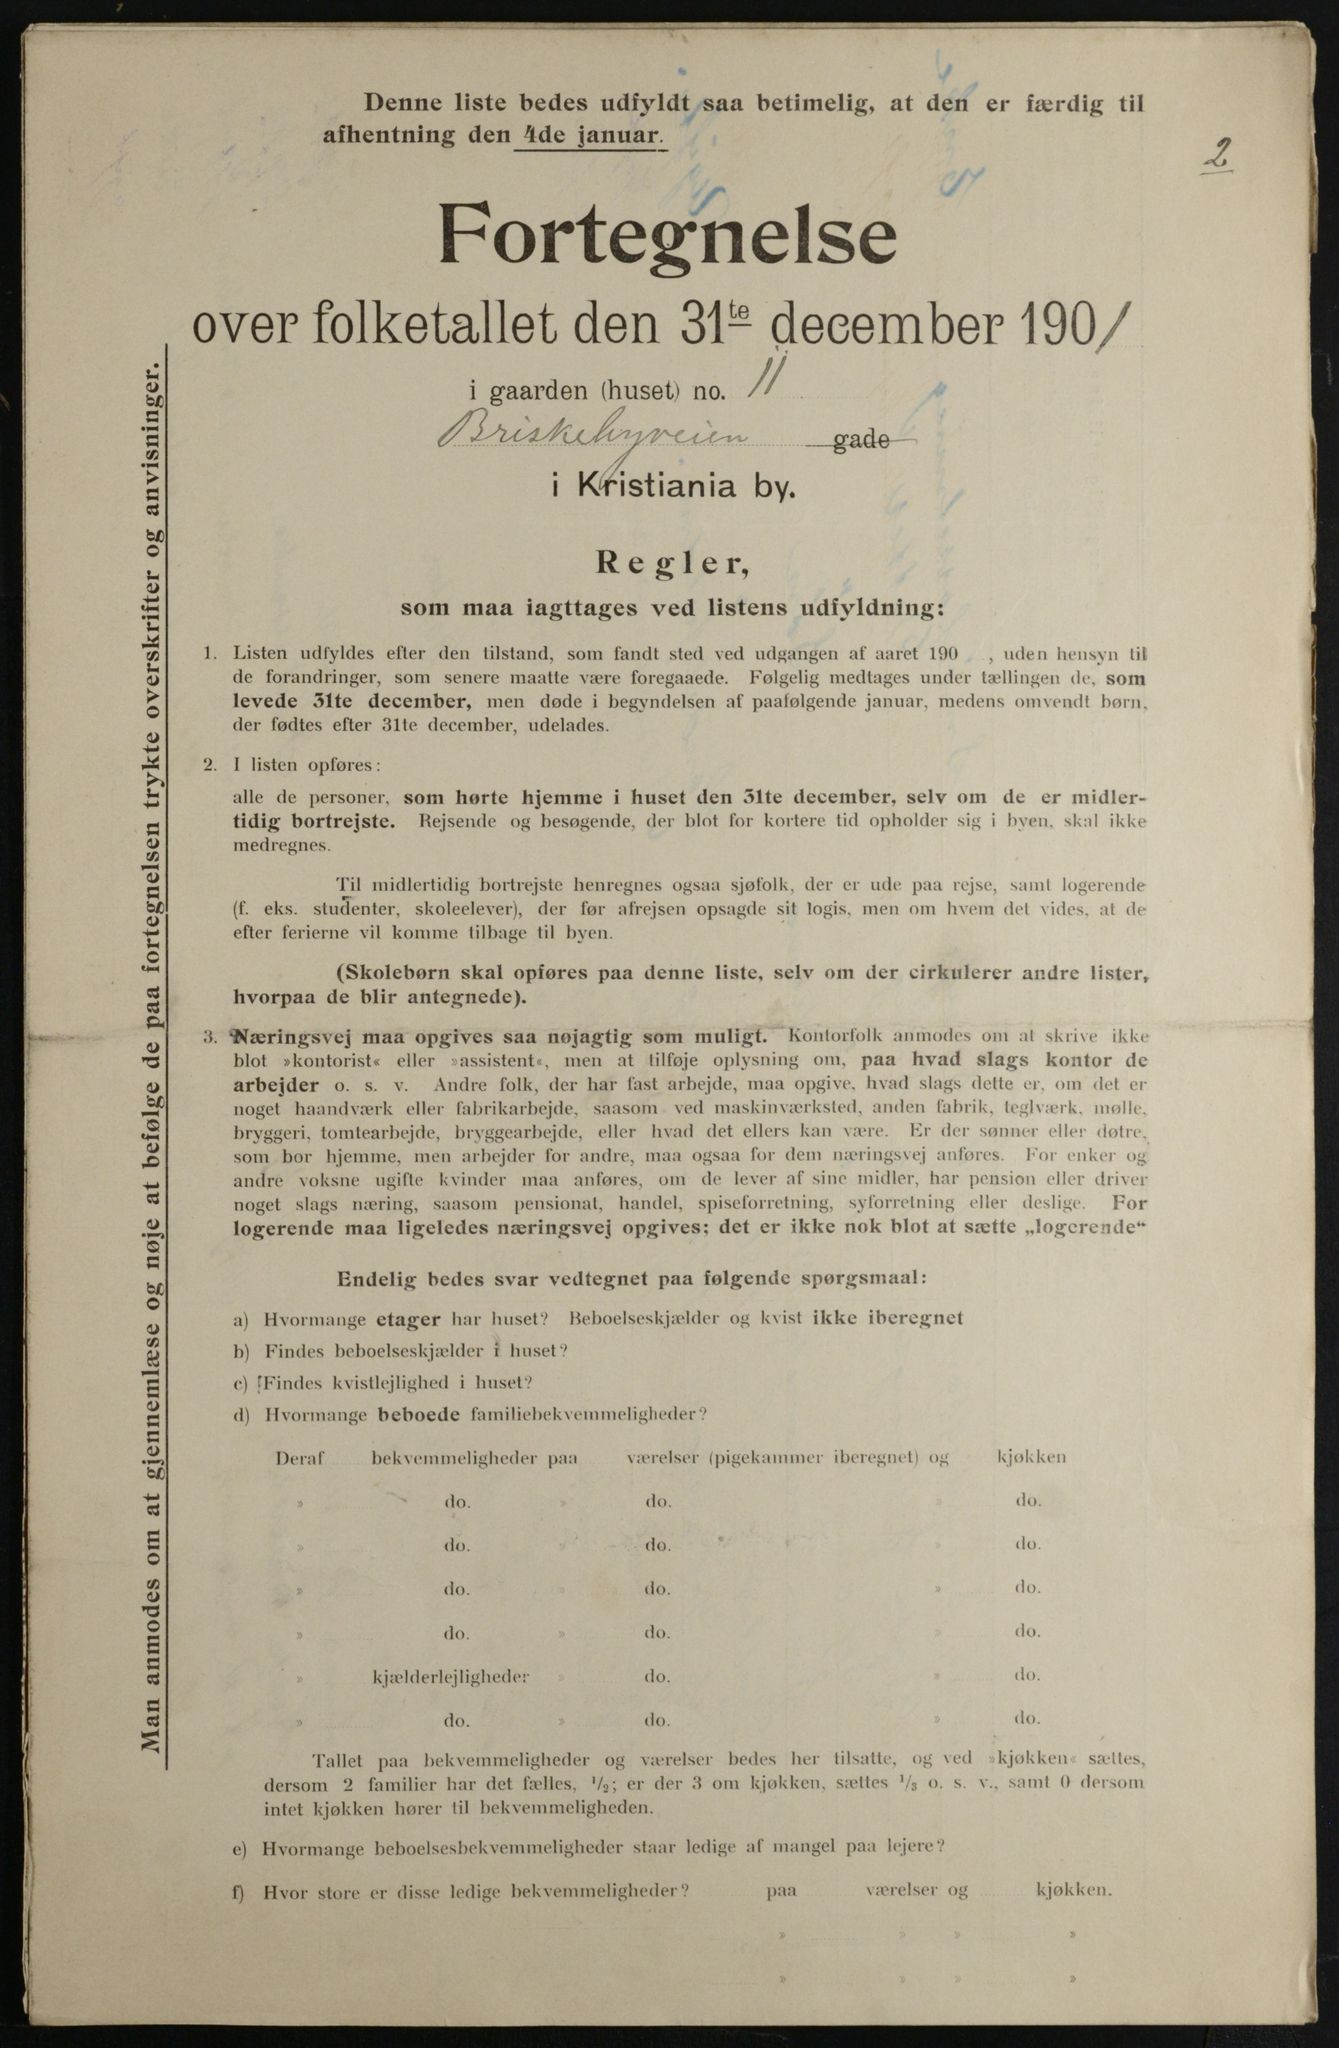 Denne liste bedes udfyldt saa betimelig, at den er færdig til
afhentning den 4de januar.
2
Fortegnelse
over folketallet den 31te december 1901
i gaarden (huset) no. 11
Briskebyveien gade
i Kristiania by.
Regler,
som maa iagttages ved listens udfyldning:
1. Listen udfyldes efter den tilstand, som fandt sted ved udgangen af aaret 190 , uden hensyn til
de forandringer, som senere maatte være foregaaede. Følgelig medtages under tællingen de, som
levede 31te december, men døde i begyndelsen af paafølgende januar, medens omvendt børn,
der fødtes efter 31te december, udelades.
2. I listen opføres:
alle de personer, som hørte hjemme i huset den 31te december, selv om de er midler-
tidig bortrejste. Rejsende og besøgende, der blot for kortere tid opholder sig i byen, skal ikke
medregnes.
Til midlertidig bortrejste henregnes ogsaa sjøfolk, der er ude paa rejse, samt logerende
(f. eks. studenter, skoleelever), der før afrejsen opsagde sit logis, men om hvem det vides, at de
efter ferierne vil komme tilbage til byen.
(Skolebørn skal opføres paa denne liste, selv om der cirkulerer andre lister,
hvorpaa de blir antegnede).
3. Næringsvej maa opgives saa nøjagtig som muligt. Kontorfolk anmodes om at skrive ikke
blot »kontorist« eller »assistent«, men at tilføje oplysning om, paa hvad slags kontor de
arbejder o. s. v. Andre folk, der har fast arbejde, maa opgive, hvad slags dette er, om det er
noget haandværk eller fabrikarbejde, saasom ved maskinværksted, anden fabrik, teglværk, mølle,
bryggeri, tomtearbejde, bryggearbejde, eller hvad det ellers kan være. Er der sønner eller døtre,
som bor hjemme, men arbejder for andre, maa ogsaa for dem næringsvej anføres. For enker og
andre voksne ugifte kvinder maa anføres, om de lever af sine midler, har pension eller driver
noget slags næring, saasom pensionat, handel, spiseforretning, syforretning eller deslige. For
logerende maa ligeledes næringsvej opgives; det er ikke nok blot at sætte „logerende“
Endelig bedes svar vedtegnet paa følgende spørgsmaal:
a) Hvormange etager har huset? Beboelseskjælder og kvist ikke iberegnet
b) Findes beboelseskjælder i huset?
c) Findes kvistlejlighed i huset?
d) Hvormange beboede familiebekvemmeligheder?
Deraf bekvemmeligheder paa værelser (pigekammer iberegnet) og kjøkken
» do. » do. » do.
» do. » do. » do.
» do. » do. » do.
» do. » do. » do.
» kjælderlejligheder » do. » do.
» do. » do. » do.
Tallet paa bekvemmeligheder og værelser bedes her tilsatte, og ved »kjøkken« sættes,
dersom 2 familier har det fælles, 1/2; er der 3 om kjøkken, sættes 1/3 o. s. v., samt 0 dersom
intet kjøkken hører til bekvemmeligheden.
e) Hvormange beboelsesbekvemmeligheder staar ledige af mangel paa lejere?
f) Hvor store er disse ledige bekvemmeligheder? paa værelser og kjøkken.
» » » »
» » » »
Man anmodes om at gjennemlæse og nøje at befølge de paa fortegnelsen trykte overskrifter og anvisninger.